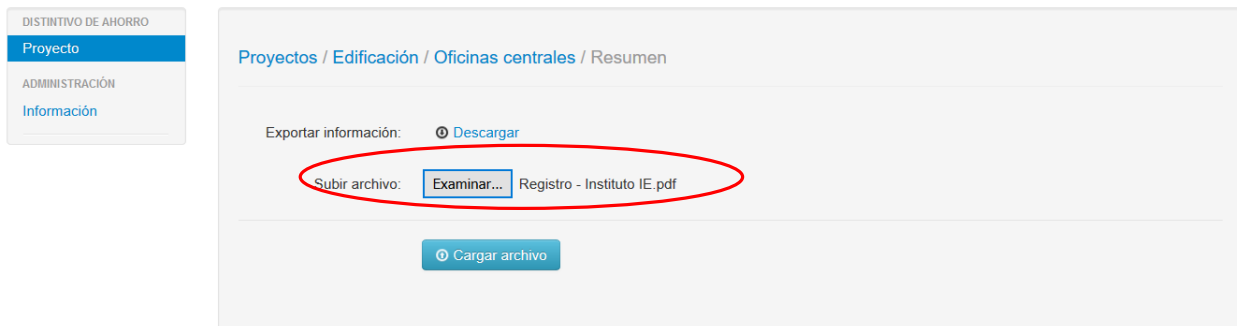 DISTINTIVO DE AHORRO
Proyecto
ADMINISTRACIÓN
Información
Proyectos / Edificación / Oficinas centrales / Resumen
Exportar información: Descargar
Subir archivo: Examinar... Registro - Instituto IE.pdf
Cargar archivo